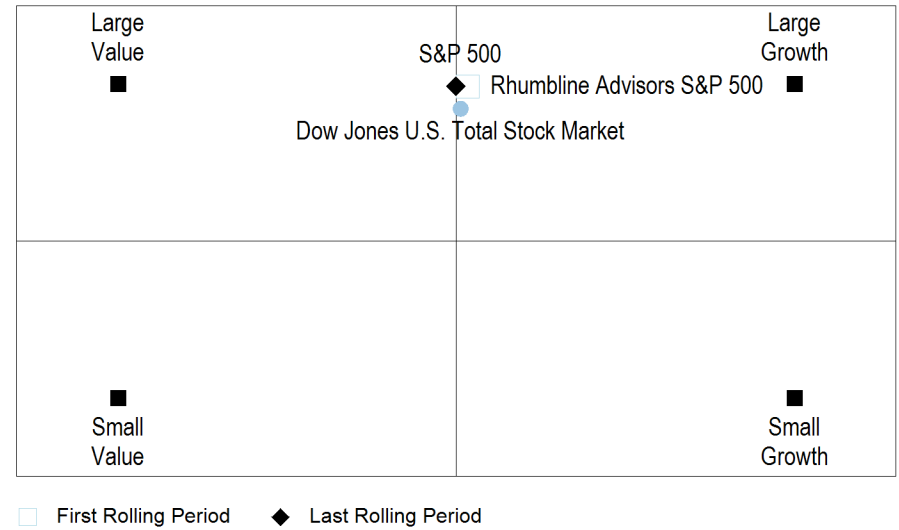 Large
Value
Large
Growth
S&P 500
Rhumbline Advisors S&P 500
Dow Jones U.S. Total Stock Market
Small
Value
Small
Growth
First Rolling Period
Last Rolling Period